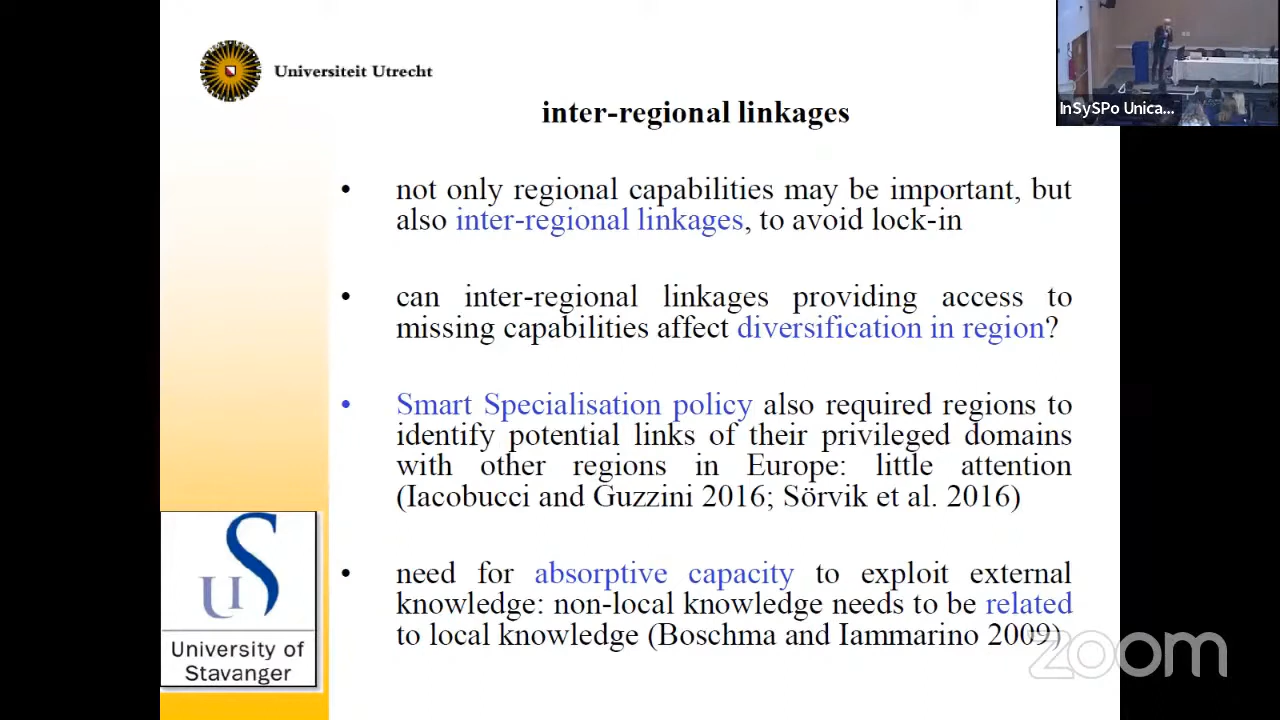 Universiteit Utrecht
InSySPo Unica...
inter-regional linkages
• not only regional capabilities may be important, but
also inter-regional linkages, to avoid lock-in
• can inter-regional linkages providing access to
missing capabilities affect diversification in region?
• Smart Specialisation policy also required regions to
identify potential links of their privileged domains
with other regions in Europe: little attention
(Iacobucci and Guzzini 2016; Sörvik et al. 2016)
• need for absorptive capacity to exploit external
knowledge: non-local knowledge needs to be related
to local knowledge (Boschma and Iammarino 2009)
US
University of
Stavanger
zoom